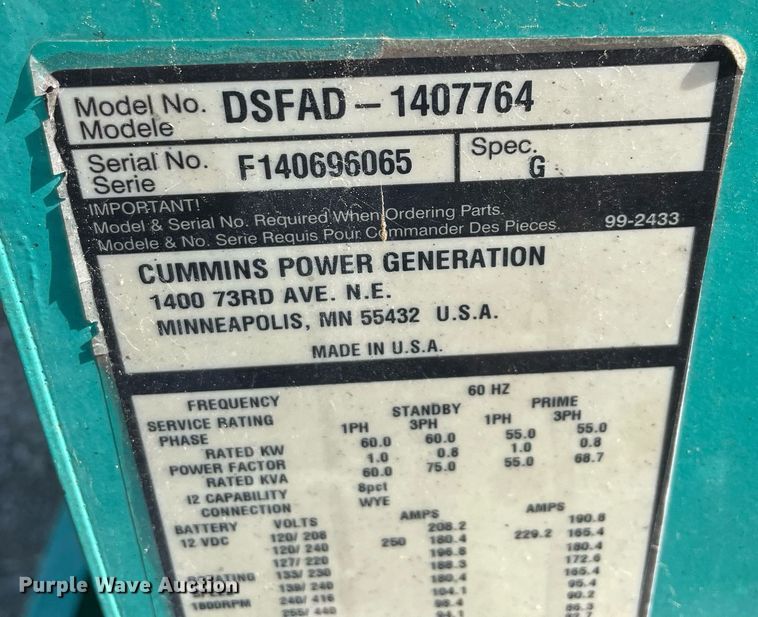 Model No. DSFAD - 1407764
Modele
Serial No. F140696065 Spec.
Serie G
IMPORTANT!
Model & Serial No. Required When Ordering Parts.
Modele & No. Serie Requis Pour Commander Des Pieces. 99-2433
CUMMINS POWER GENERATION
1400 73RD AVE. N.E.
MINNEAPOLIS, MN 55432 U.S.A.
MADE IN U.S.A.
FREQUENCY 60 HZ
SERVICE RATING STANDBY PRIME
PHASE 1PH 3PH 1PH 3PH
RATED KW 60.0 60.0 55.0 55.0
POWER FACTOR 1.0 0.8 1.0 0.8
RATED KVA 60.0 75.0 55.0 68.7
I2 CAPABILITY 8pct
CONNECTION WYE
BATTERY VOLTS AMPS AMPS
12 VDC 120/208 208.2 190.8
120/240 250 180.4 229.2 165.4
127/220 196.8 180.4
133/230 188.3 172.6
139/240 180.4 165.4
240/416 104.1 95.4
1800RPM 255/440 98.4 90.2
94.1 86.3
Purple Wave Auction